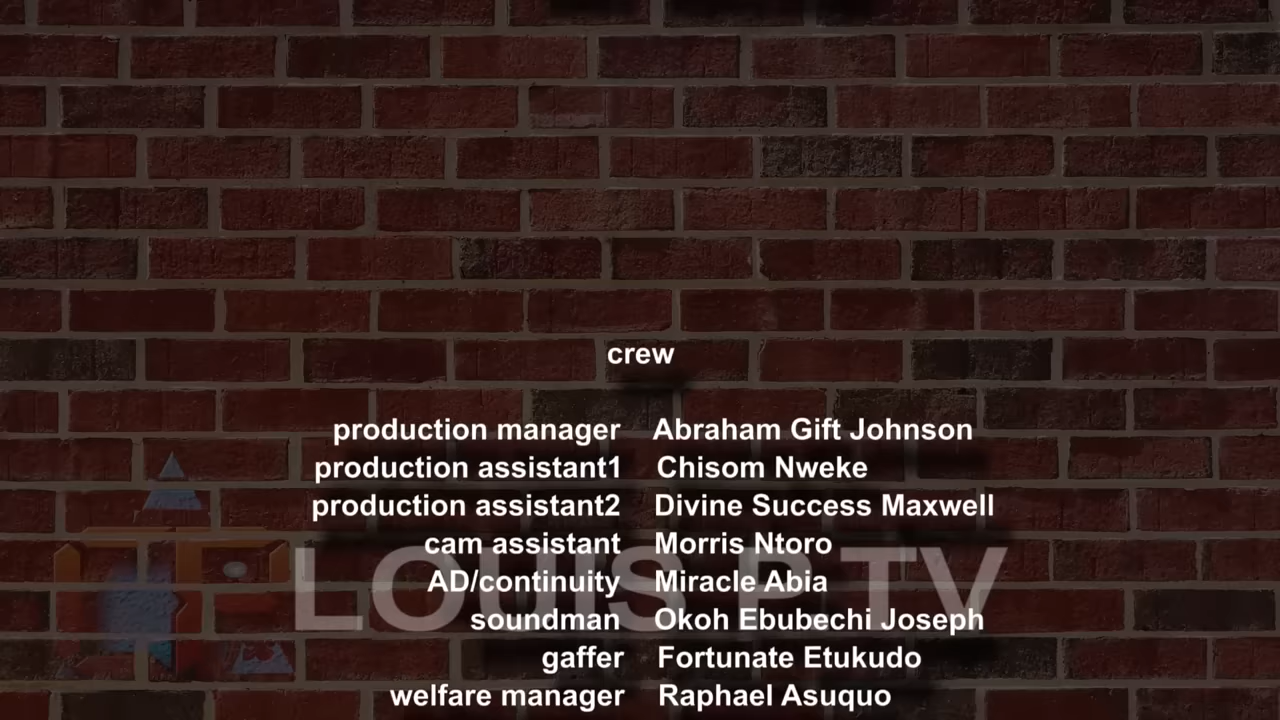 crew
production manager Abraham Gift Johnson
production assistant1 Chisom Nweke
production assistant2 Divine Success Maxwell
cam assistant Morris Ntoro
AD/continuity Miracle Abia
soundman Okoh Ebubechi Joseph
gaffer Fortunate Etukudo
welfare manager Raphael Asuquo
LOUIS P TV